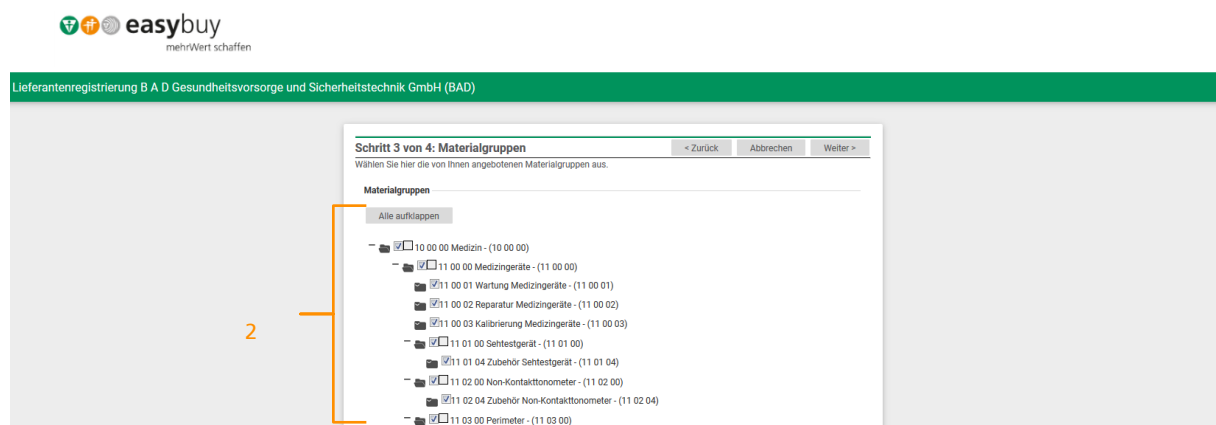 easybuy
mehrWert schaffen
Lieferantenregistrierung B A D Gesundheitsvorsorge und Sicherheitstechnik GmbH (BAD)
Schritt 3 von 4: Materialgruppen
< Zurück
Abbrechen
Weiter >
Wählen Sie hier die von Ihnen angebotenen Materialgruppen aus.
Materialgruppen
Alle aufklappen
10 00 00 Medizin - (10 00 00)
11 00 00 Medizingeräte - (11 00 00)
11 00 01 Wartung Medizingeräte - (11 00 01)
11 00 02 Reparatur Medizingeräte - (11 00 02)
11 00 03 Kalibrierung Medizingeräte - (11 00 03)
2
11 01 00 Sehtestgerät - (11 01 00)
11 01 04 Zubehör Sehtestgerät - (11 01 04)
11 02 00 Non-Kontakttonometer - (11 02 00)
11 02 04 Zubehör Non-Kontakttonometer - (11 02 04)
11 03 00 Perimeter - (11 03 00)